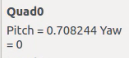 Quad0
Pitch = 0.708244 Yaw
= 0